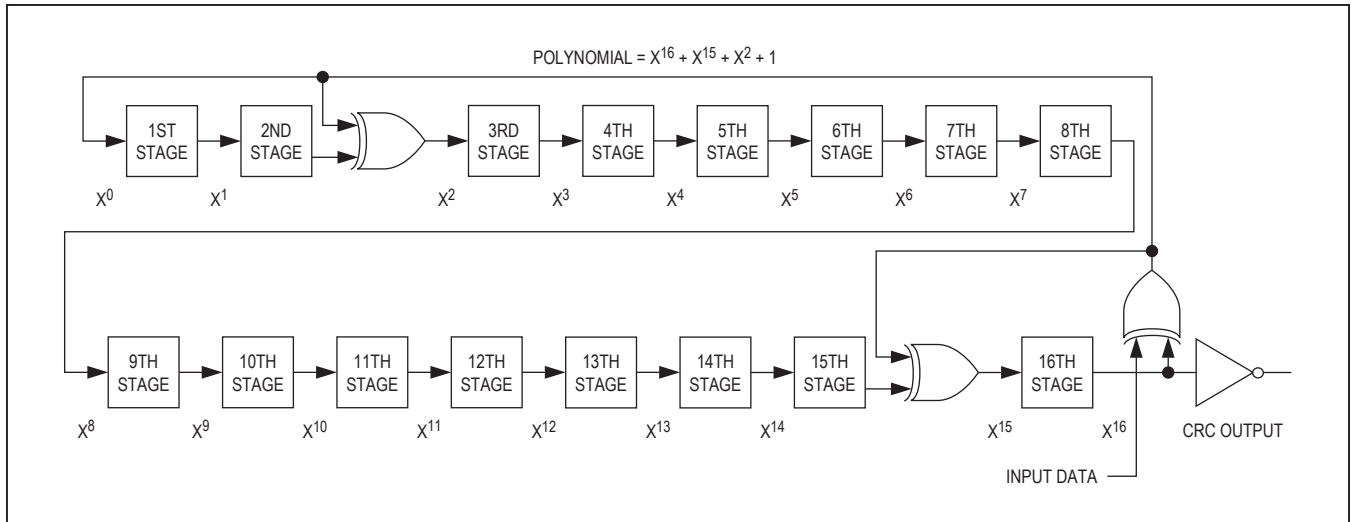 POLYNOMIAL = X¹⁶ + X¹⁵ + X² + 1
1ST STAGE
2ND STAGE
3RD STAGE
4TH STAGE
5TH STAGE
6TH STAGE
7TH STAGE
8TH STAGE
X⁰ X¹ X² X³ X⁴ X⁵ X⁶ X⁷
9TH STAGE
10TH STAGE
11TH STAGE
12TH STAGE
13TH STAGE
14TH STAGE
15TH STAGE
16TH STAGE
X⁸ X⁹ X¹⁰ X¹¹ X¹² X¹³ X¹⁴ X¹⁵ X¹⁶ CRC OUTPUT
INPUT DATA